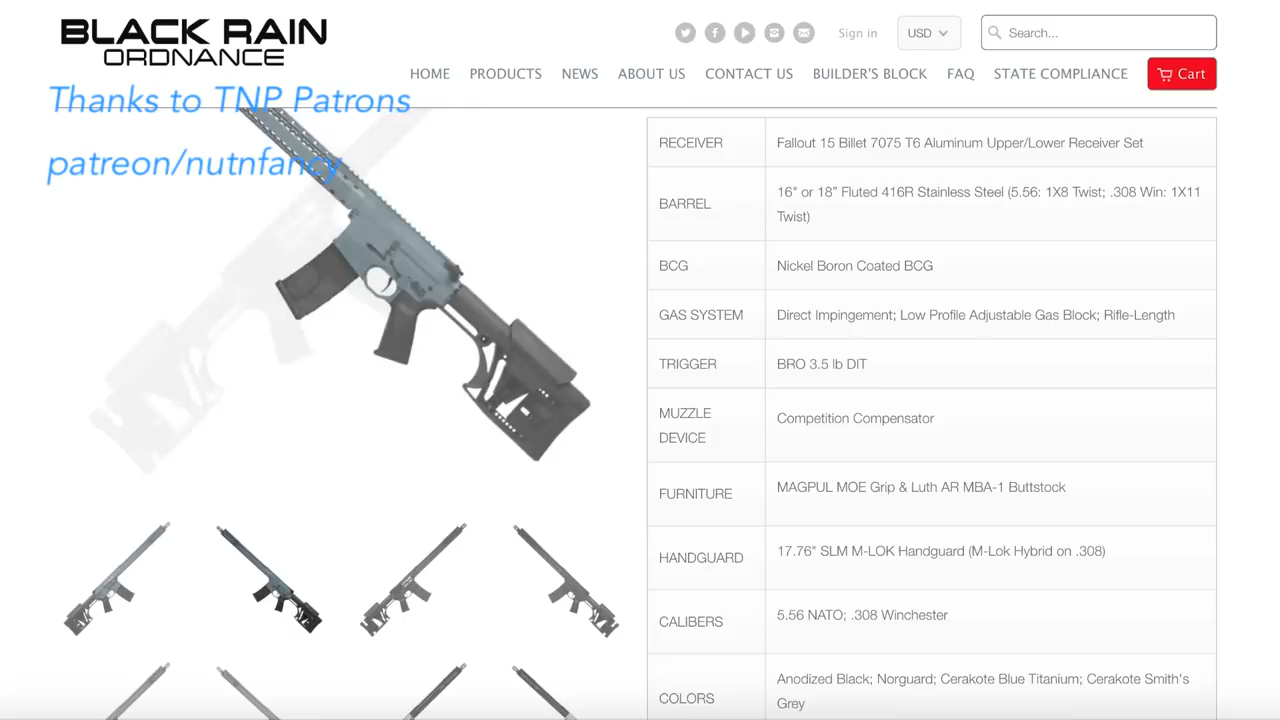 BLACK RAIN
ORDNANCE
Sign in
USD
Search...
HOME PRODUCTS NEWS ABOUT US CONTACT US BUILDER'S BLOCK FAQ STATE COMPLIANCE Cart
Thanks to TNP Patrons
patreon/nutnfancy
RECEIVER Fallout 15 Billet 7075 T6 Aluminum Upper/Lower Receiver Set
BARREL 16" or 18” Fluted 416R Stainless Steel (5.56: 1X8 Twist; .308 Win: 1X11
Twist)
BCG Nickel Boron Coated BCG
GAS SYSTEM Direct Impingement; Low Profile Adjustable Gas Block; Rifle-Length
TRIGGER BRO 3.5 lb DIT
MUZZLE
DEVICE
Competition Compensator
FURNITURE MAGPUL MOE Grip & Luth AR MBA-1 Buttstock
HANDGUARD 17.76" SLM M-LOK Handguard (M-Lok Hybrid on .308)
CALIBERS 5.56 NATO; .308 Winchester
COLORS Anodized Black; Norguard; Cerakote Blue Titanium; Cerakote Smith's
Grey